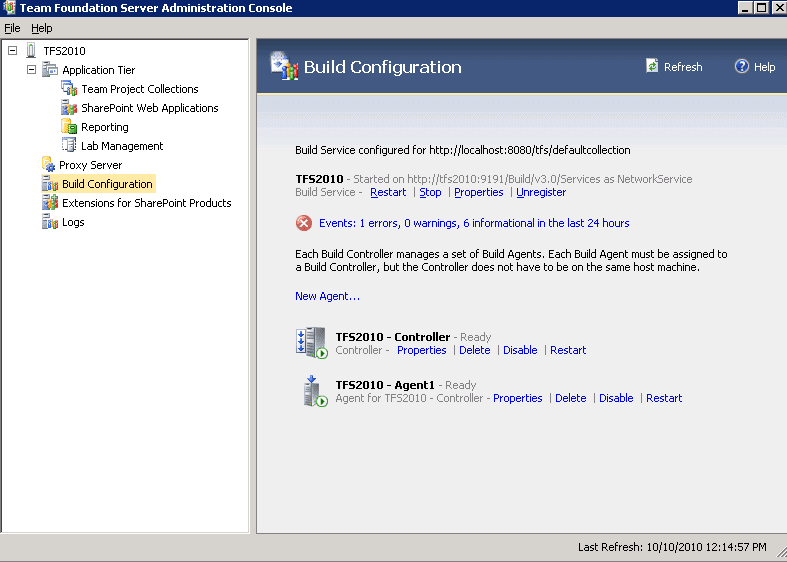 Team Foundation Server Administration Console
File Help
TFS2010
Application Tier
Team Project Collections
SharePoint Web Applications
Reporting
Lab Management
Proxy Server
Build Configuration
Extensions for SharePoint Products
Logs
Build Configuration
Refresh
Help
Build Service configured for http://localhost:8080/tfs/defaultcollection
TFS2010 - Started on http://tfs2010:9191/Build/v3.0/Services as NetworkService
Build Service - Restart | Stop | Properties | Unregister
Events: 1 errors, 0 warnings, 6 informational in the last 24 hours
Each Build Controller manages a set of Build Agents. Each Build Agent must be assigned to
a Build Controller, but the Controller does not have to be on the same host machine.
New Agent...
TFS2010 - Controller - Ready
Controller - Properties | Delete | Disable | Restart
TFS2010 - Agent1 - Ready
Agent for TFS2010 - Controller - Properties | Delete | Disable | Restart
Last Refresh: 10/10/2010 12:14:57 PM